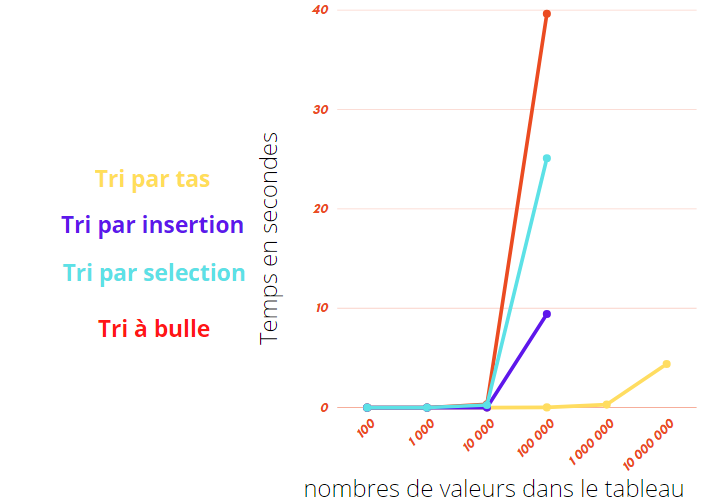 Tri par tas
Tri par insertion
Tri par selection
Tri à bulle
Temps en secondes
40
30
20
10
0
100
1 000
10 000
100 000
1 000 000
10 000 000
nombres de valeurs dans le tableau